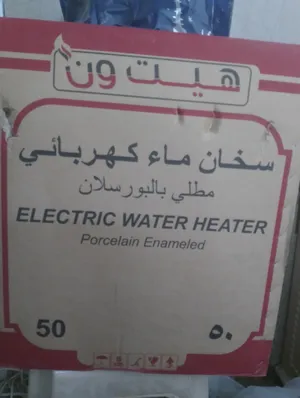 هيت ون
سخان ماء كهربائي
مطلي بالبورسلان
ELECTRIC WATER HEATER
Porcelain Enameled
50 ٥٠